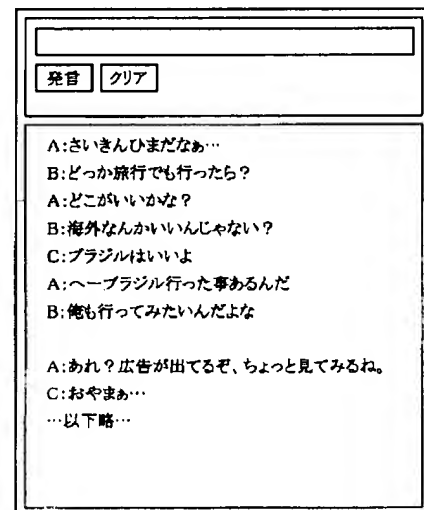 発言 クリア
A:さいきんひまだなぁ…
B:どっか旅行でも行ったら?
A:どこがいいかな?
B:海外なんかいいんじゃない?
C:ブラジルはいいよ
A:へーブラジル行った事あるんだ
B:俺も行ってみたいんだよな
A:あれ?広告が出てるぞ、ちょっと見てみるね。
C:おやまぁ…
…以下略…